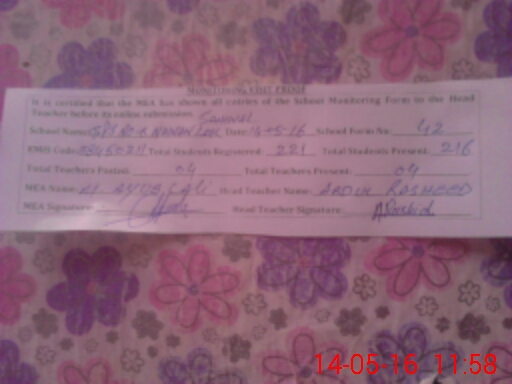 MONITORING VISIT PROOF
It is certified that the MEA has shown all entries of the School Monitoring Form to the Head
Teacher before its online submission.
School Name: Date: 14-05-16 School Form No. 42
EMIS Code: Total Students Registered: 221 Total Students Present: 216
Total Teachers Posted: 04 Total Teachers Present: 04
MEA Name: Head Teacher Name: RASHEED
MEA Signature: Head Teacher Signature:
14-05-16 11:58